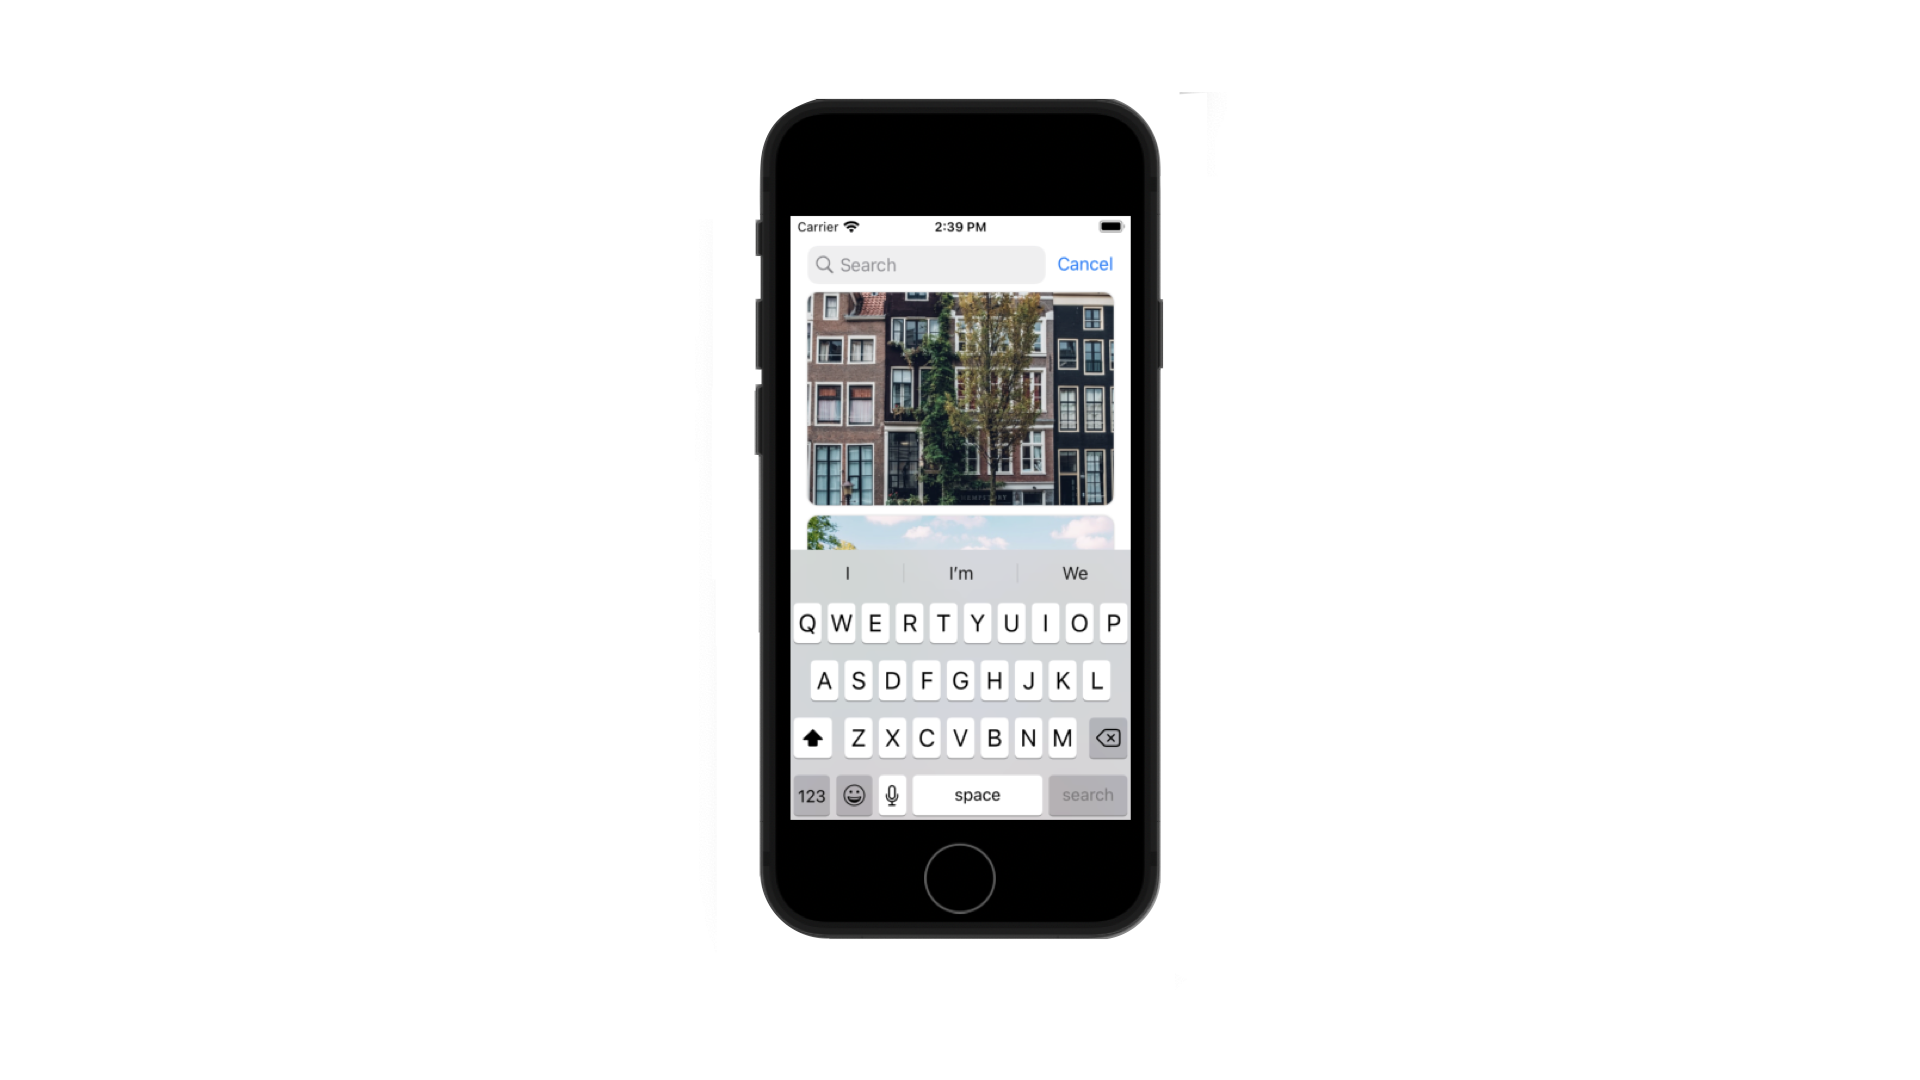 Carrier 2:39 PM
Search Cancel
I I'm We
Q W E R T Y U I O P
A S D F G H J K L
Z X C V B N M
123 space search